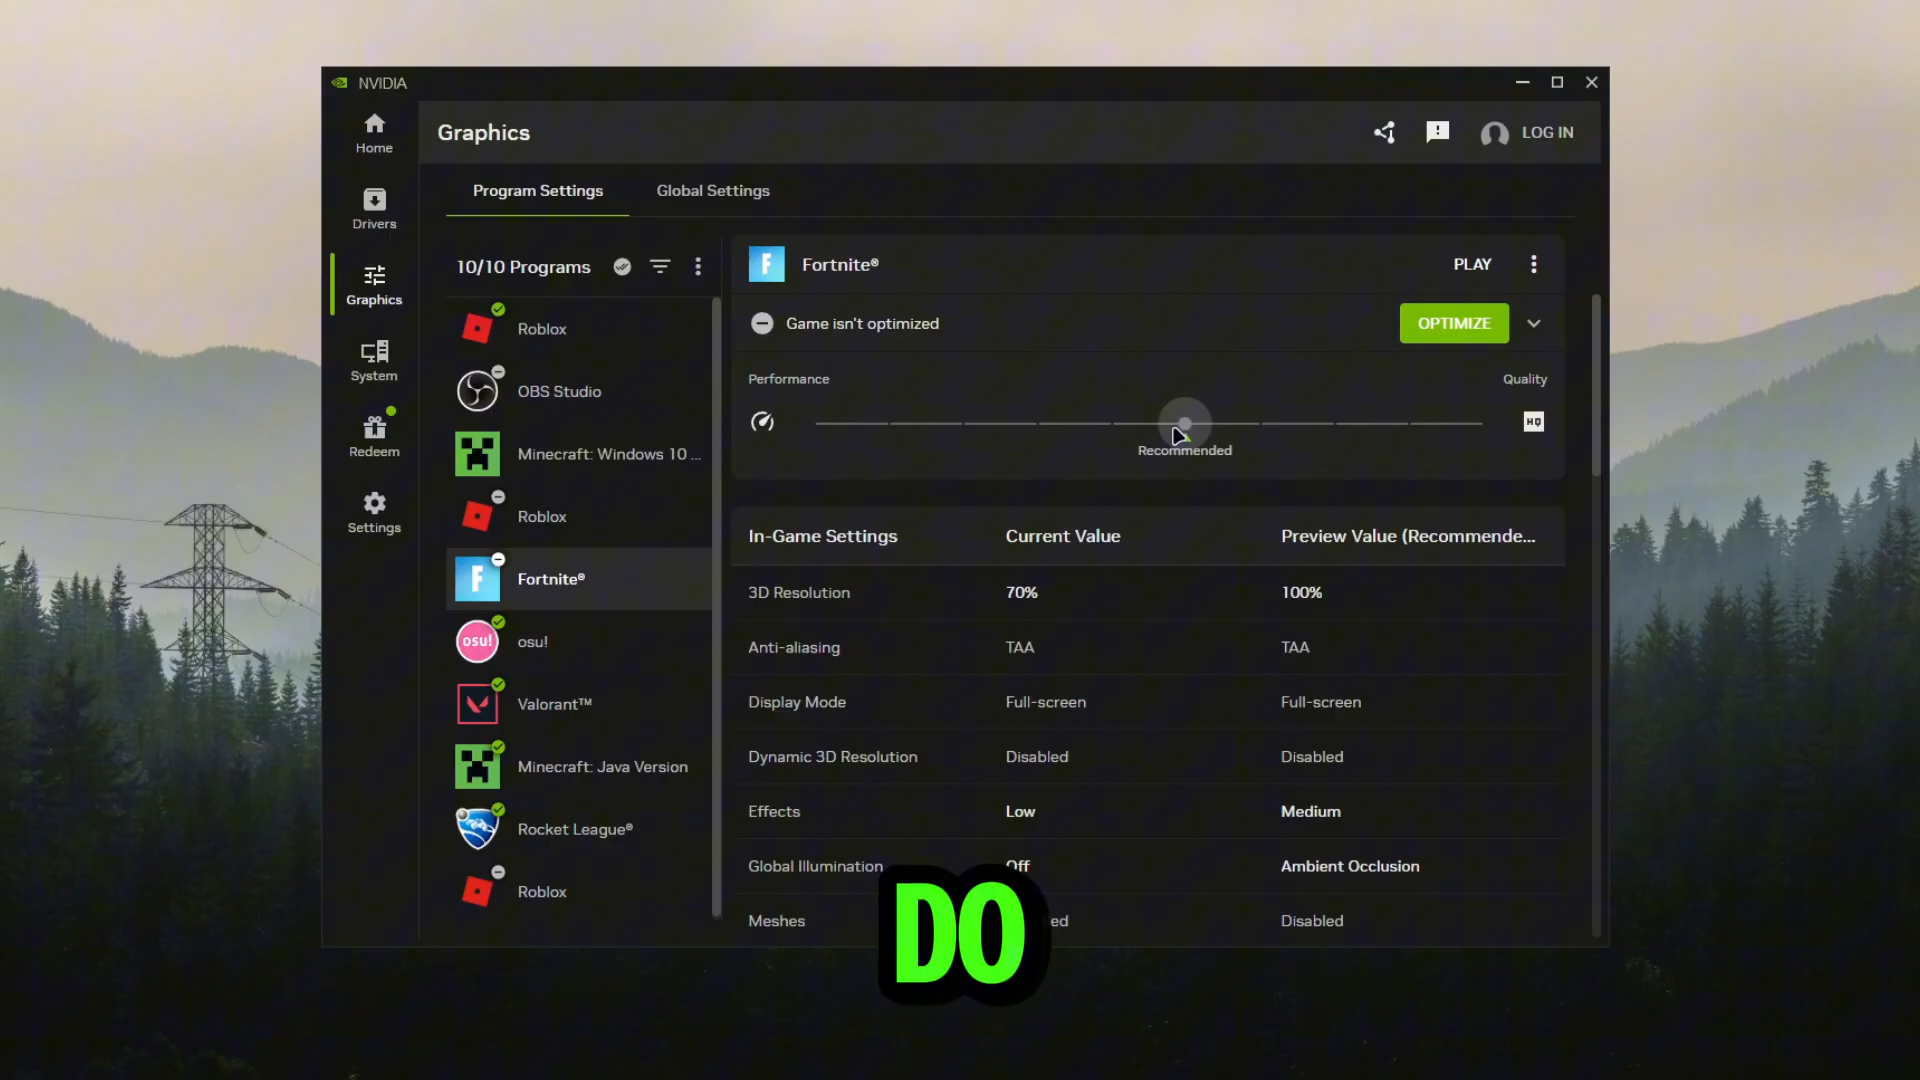 NVIDIA
Home
Drivers
Graphics
System
Redeem
Settings
Graphics
LOG IN
Program Settings
Global Settings
10/10 Programs
Roblox
OBS Studio
Minecraft: Windows 10 ...
Roblox
F
Fortnite®
osu!
osu!
Valorant™
Minecraft: Java Version
Rocket League®
Roblox
F
Fortnite®
PLAY
Game isn't optimized
OPTIMIZE
Performance
Quality
HQ
Recommended
In-Game Settings
Current Value
Preview Value (Recommende...
3D Resolution
70%
100%
Anti-aliasing
TAA
TAA
Display Mode
Full-screen
Full-screen
Dynamic 3D Resolution
Disabled
Disabled
Effects
Low
Medium
Global Illumination
Off
Ambient Occlusion
Meshes
Disabled
DO